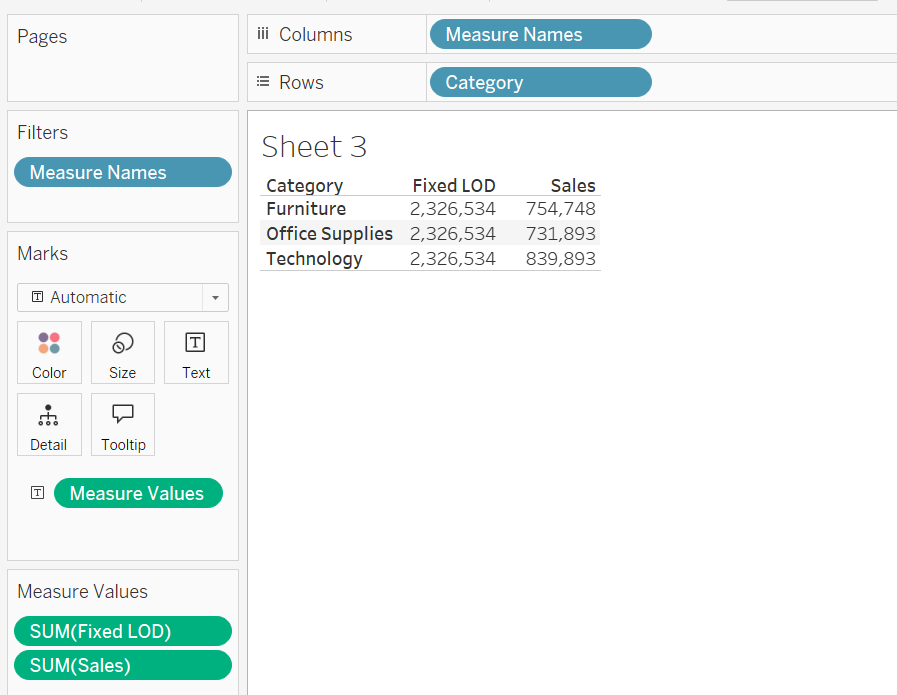 Pages
Columns
Measure Names
Rows
Category
Filters
Measure Names
Sheet 3
Category Fixed LOD Sales
Furniture 2,326,534 754,748
Office Supplies 2,326,534 731,893
Technology 2,326,534 839,893
Marks
T Automatic
Color Size T Text
Detail Tooltip
T Measure Values
Measure Values
SUM(Fixed LOD)
SUM(Sales)